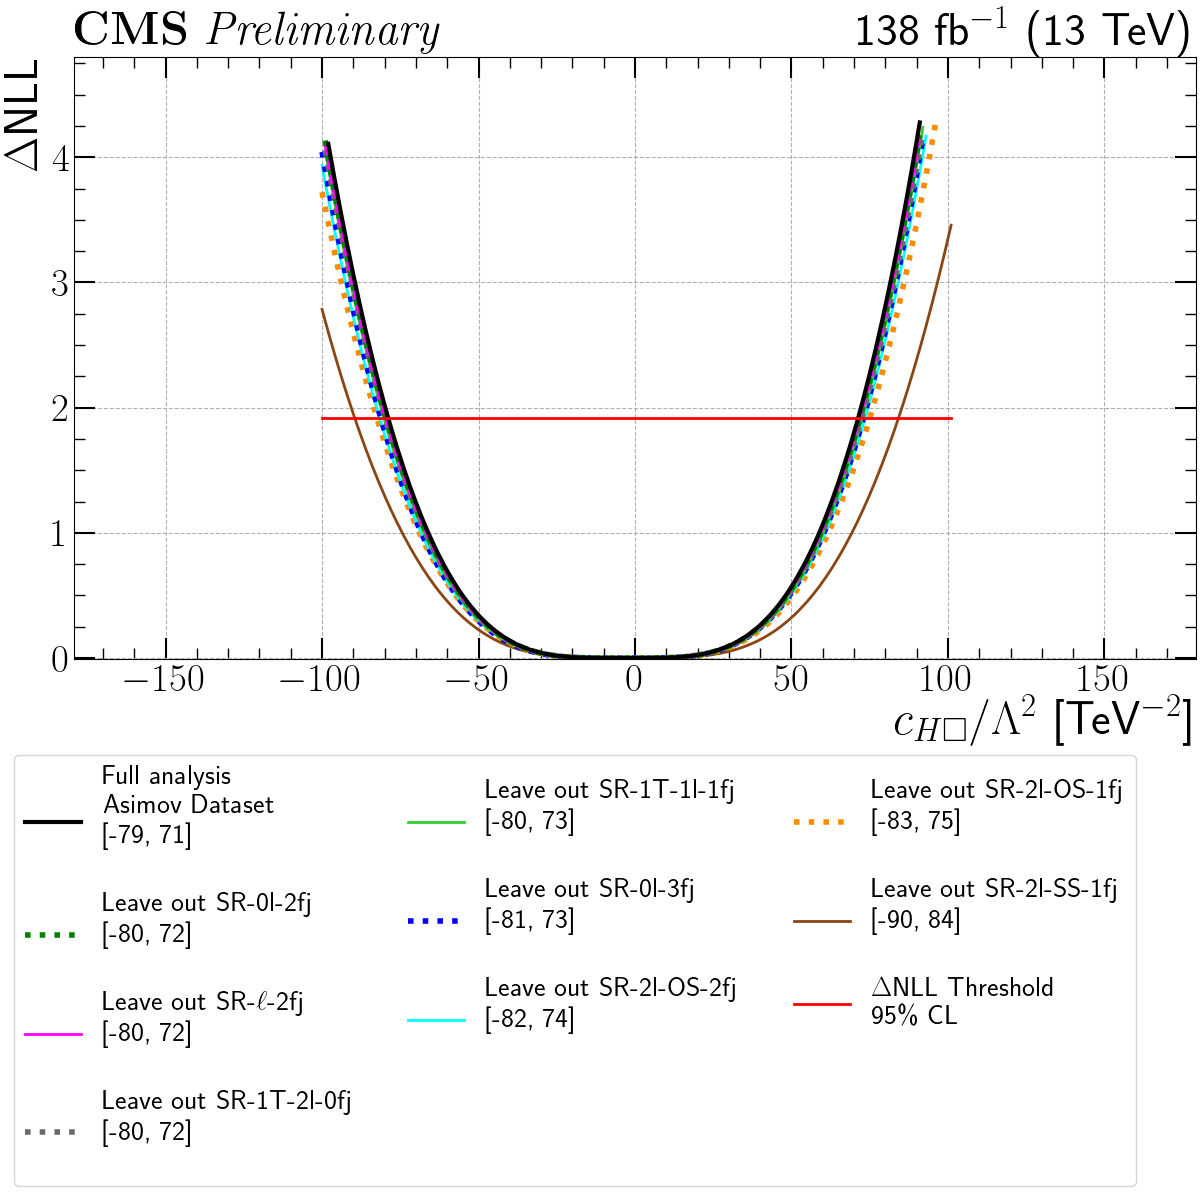 CMS Preliminary 138 fb⁻¹ (13 TeV)
ΔNLL
4
3
2
1
0
−150 −100 −50 0 50 100 150
c_{H□}/Λ² [TeV⁻²]
Full analysis
Asimov Dataset
[-79, 71]
Leave out SR-0l-2fj
[-80, 72]
Leave out SR-ℓ-2fj
[-80, 72]
Leave out SR-1T-2l-0fj
[-80, 72]
Leave out SR-1T-1l-1fj
[-80, 73]
Leave out SR-0l-3fj
[-81, 73]
Leave out SR-2l-OS-2fj
[-82, 74]
Leave out SR-2l-OS-1fj
[-83, 75]
Leave out SR-2l-SS-1fj
[-90, 84]
ΔNLL Threshold
95% CL